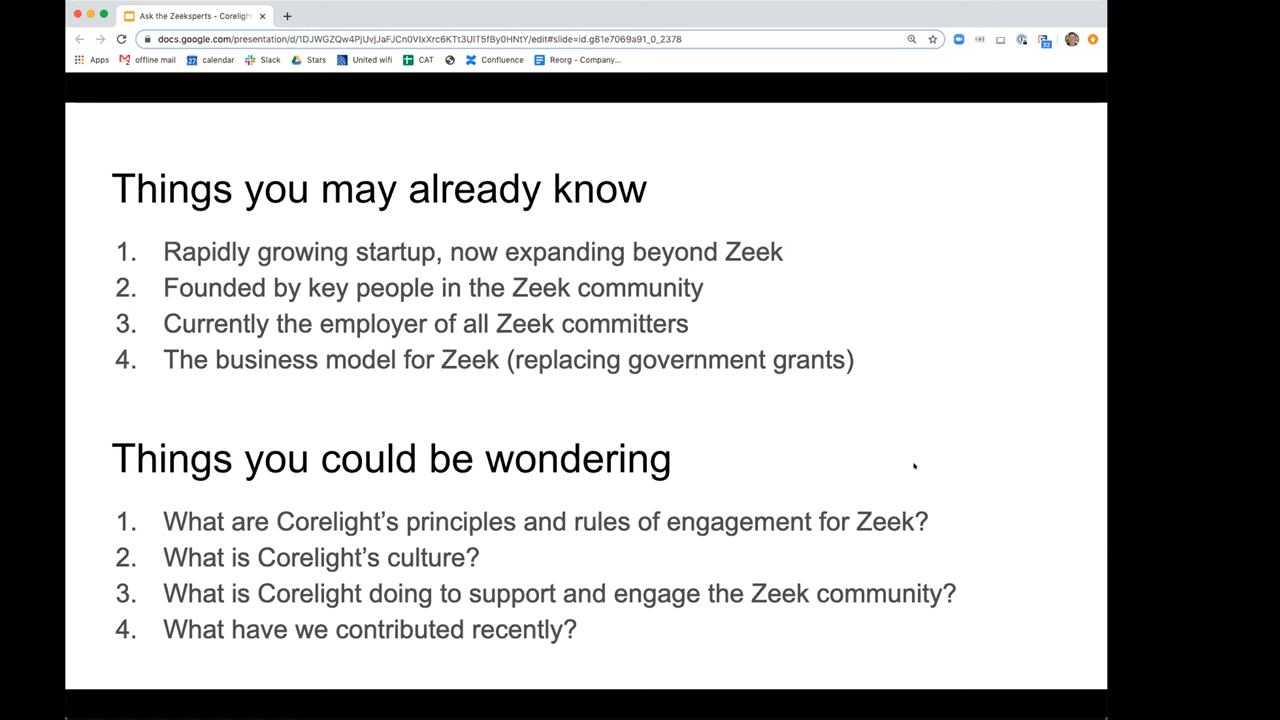 Ask the Zeeksperts - Corelight
docs.google.com/presentation/d/1DJWGZQw4PjUvjJaFJCn0VIxXrc6KTt3UIT5fBy0HNtY/edit#slide=id.g81e7069a91_0_2378
Apps offline mail calendar Slack Stars United wifi CAT Confluence Reorg - Company...
Things you may already know
1. Rapidly growing startup, now expanding beyond Zeek
2. Founded by key people in the Zeek community
3. Currently the employer of all Zeek committers
4. The business model for Zeek (replacing government grants)
Things you could be wondering
1. What are Corelight's principles and rules of engagement for Zeek?
2. What is Corelight's culture?
3. What is Corelight doing to support and engage the Zeek community?
4. What have we contributed recently?